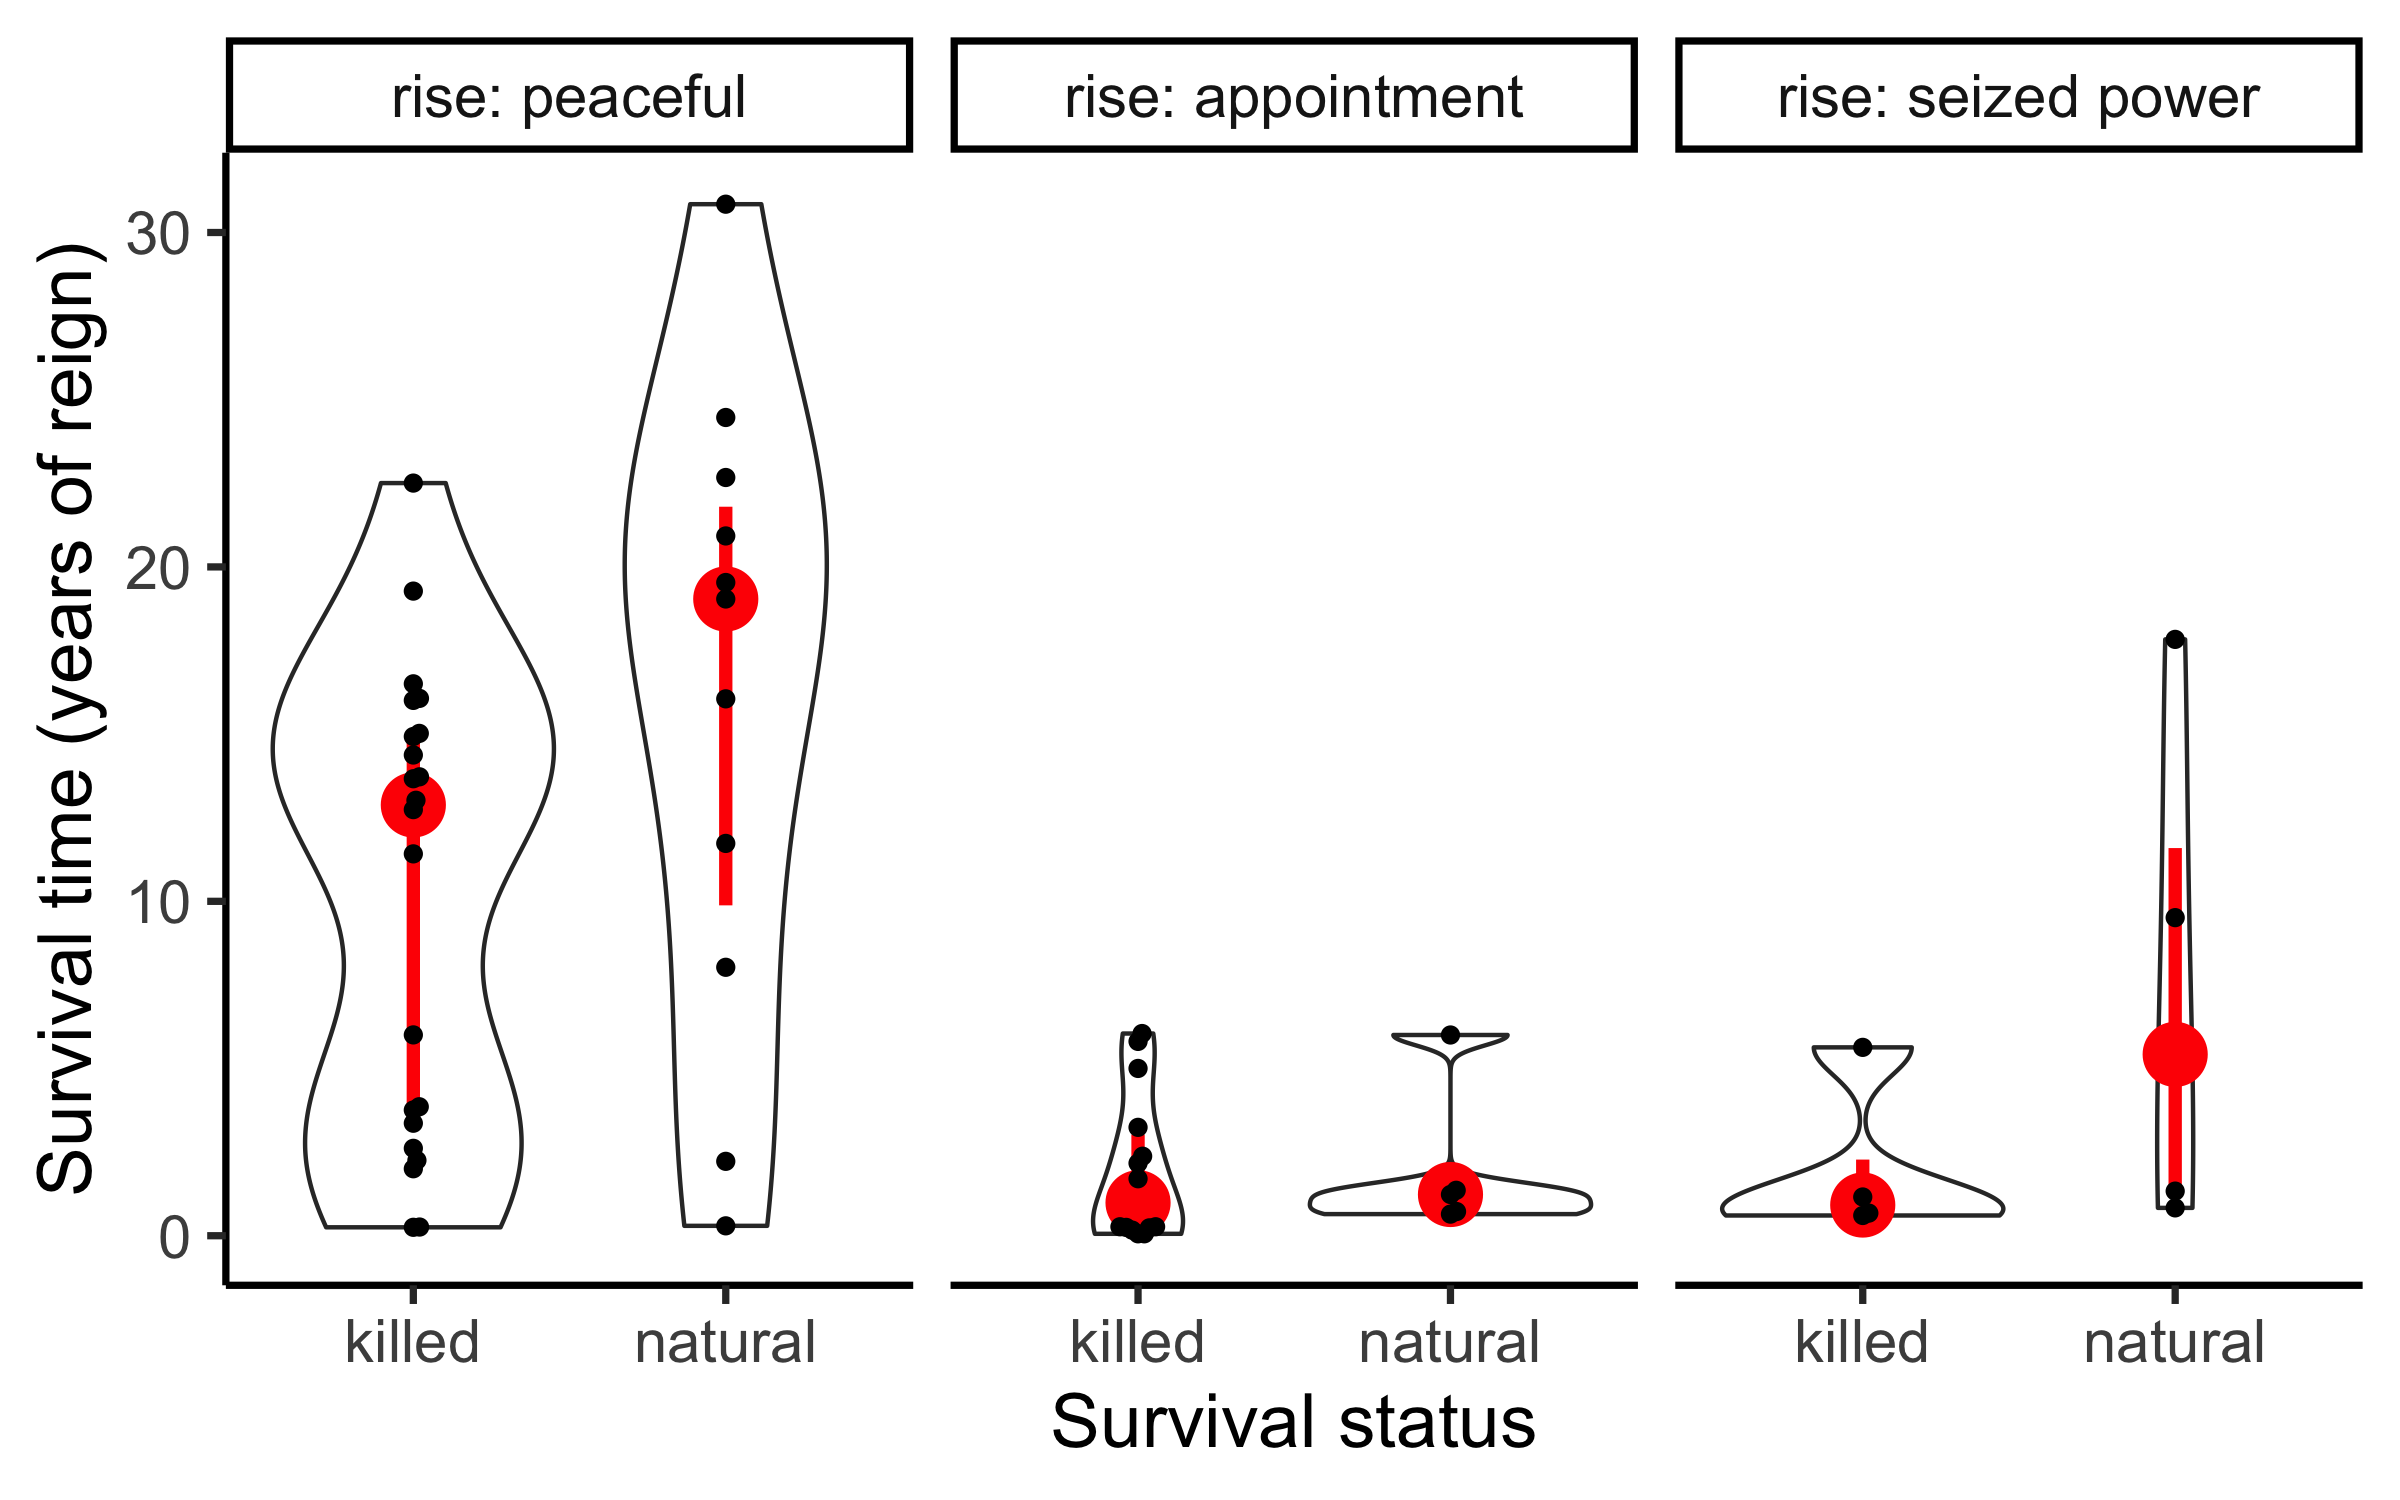 rise: peaceful
rise: appointment
rise: seized power
Survival time (years of reign)
30
20
10
0
killed
natural
killed
natural
killed
natural
Survival status